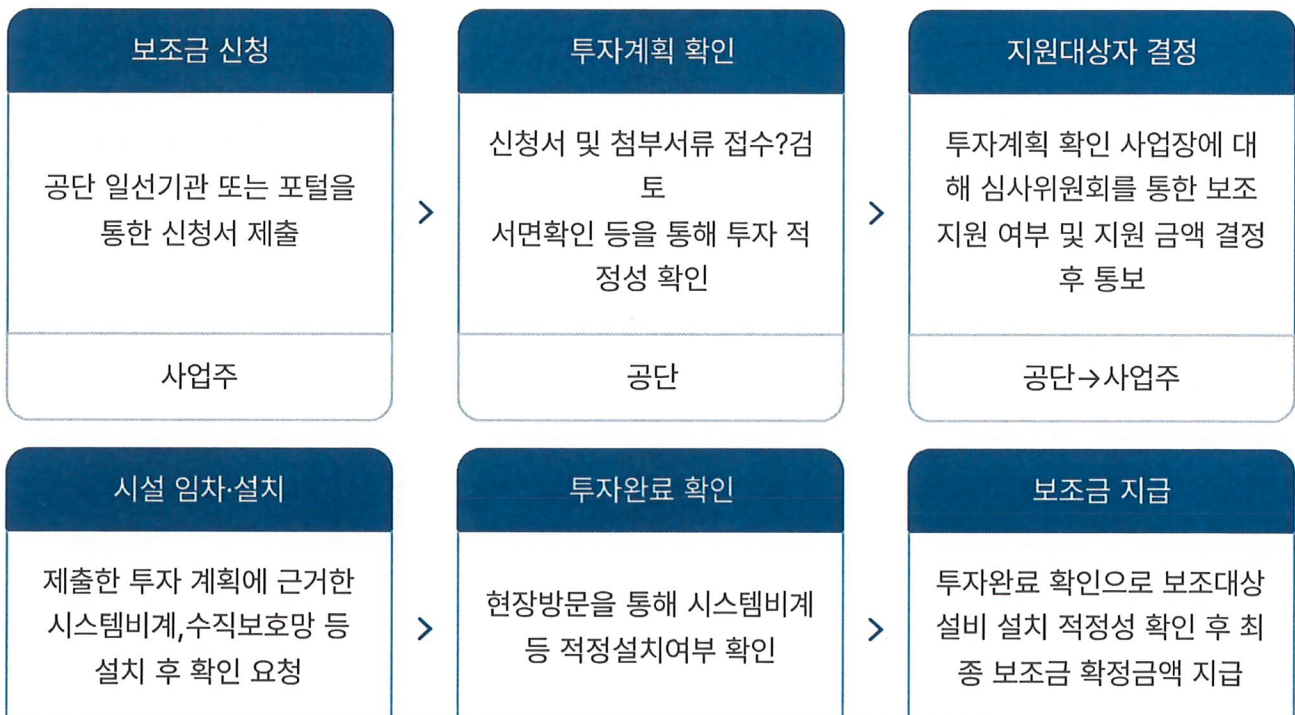 보조금 신청
공단 일선기관 또는 포털을
통한 신청서 제출
사업주
투자계획 확인
신청서 및 첨부서류 접수?검
토
서면확인 등을 통해 투자 적
정성 확인
공단
지원대상자 결정
투자계획 확인 사업장에 대
해 심사위원회를 통한 보조
지원 여부 및 지원 금액 결정
후 통보
공단→사업주
시설 임차·설치
제출한 투자 계획에 근거한
시스템비계,수직보호망 등
설치 후 확인 요청
투자완료 확인
현장방문을 통해 시스템비계
등 적정설치여부 확인
보조금 지급
투자완료 확인으로 보조대상
설비 설치 적정성 확인 후 최
종 보조금 확정금액 지급